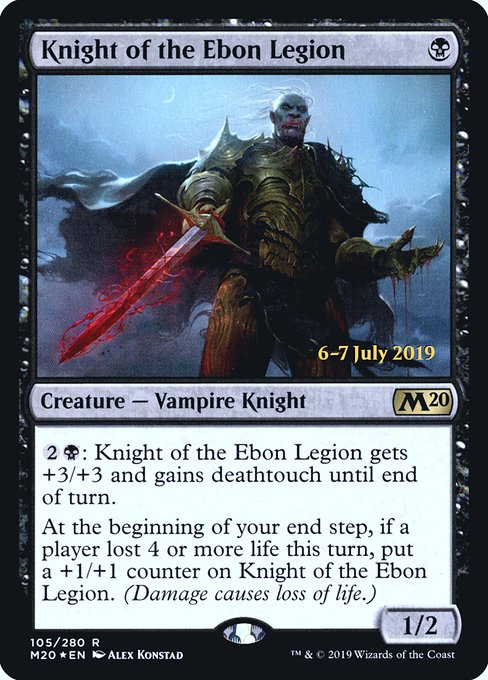 Knight of the Ebon Legion
6–7 July 2019
Creature — Vampire Knight
M20
2: Knight of the Ebon Legion gets
+3/+3 and gains deathtouch until end
of turn.
At the beginning of your end step, if a
player lost 4 or more life this turn, put
a +1/+1 counter on Knight of the Ebon
Legion. (Damage causes loss of life.)
1/2
105/280 R
M20 ★ EN Alex Konstad
™ & © 2019 Wizards of the Coast